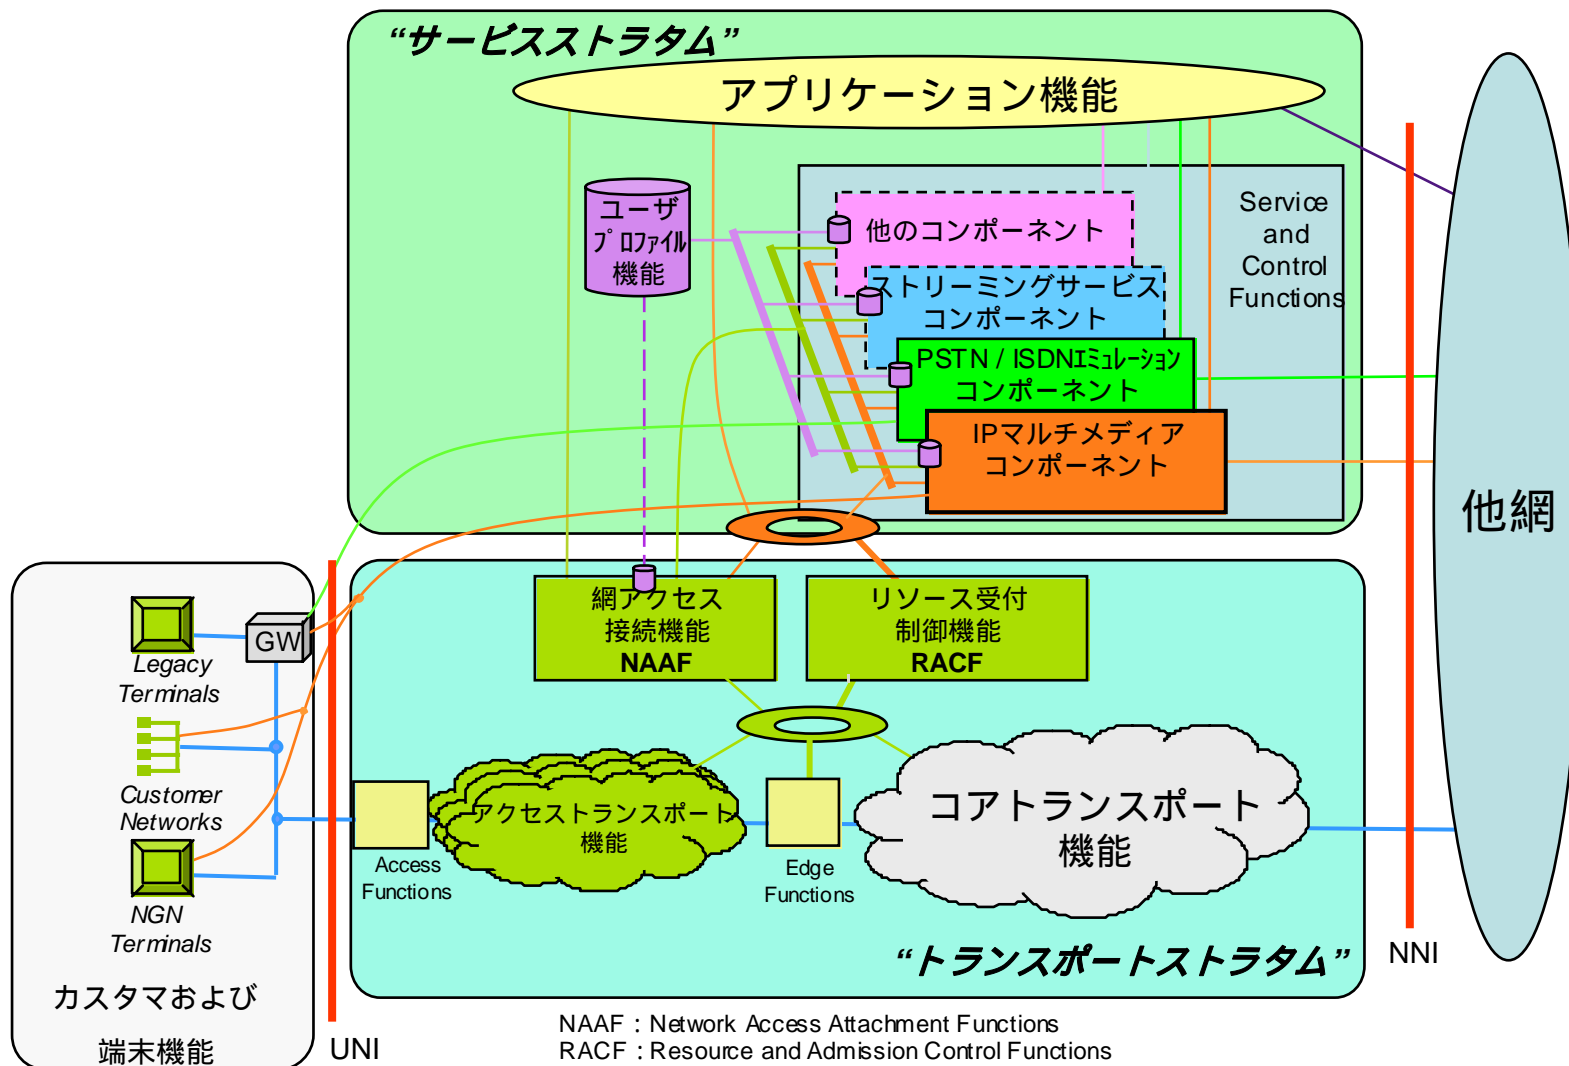 “サービスストラタム”
アプリケーション機能
ユーザ
プロファイル
機能
他のコンポーネント
ストリーミングサービス
コンポーネント
PSTN / ISDNエミュレーション
コンポーネント
IPマルチメディア
コンポーネント
Service
and
Control
Functions
他網
網アクセス
接続機能
NAAF
リソース受付
制御機能
RACF
GW
Legacy
Terminals
Customer
Networks
NGN
Terminals
カスタマおよび
端末機能
UNI
Access
Functions
アクセストランスポート
機能
Edge
Functions
コアトランスポート
機能
“トランスポートストラタム”
NNI
NAAF : Network Access Attachment Functions
RACF : Resource and Admission Control Functions